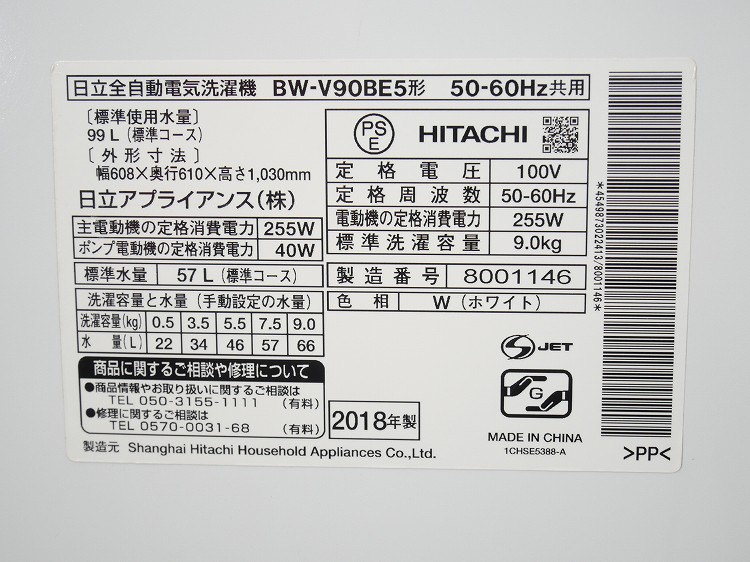 日立全自動電気洗濯機 BW-V90BE5形 50-60Hz共用
〔標準使用水量〕
99 L (標準コース)
〔外形寸法〕
幅608×奥行610×高さ1,030mm
日立アプライアンス(株)
主電動機の定格消費電力 255W
ポンプ電動機の定格消費電力 40W
標準水量 57 L (標準コース)
洗濯容量と水量 (手動設定の水量)
洗濯容量(kg) 0.5 3.5 5.5 7.5 9.0
水 量(L) 22 34 46 57 66
商品に関するご相談や修理について
●商品情報やお取り扱いに関するご相談は
TEL 050-3155-1111 (有料)
●修理に関するご相談は
TEL 0570-0031-68 (有料)
製造元 Shanghai Hitachi Household Appliances Co.,Ltd.
PS
E
HITACHI
定格電圧 100V
定格周波数 50-60Hz
電動機の定格消費電力 255W
標準洗濯容量 9.0kg
製造番号 8001146
色相 W (ホワイト)
S JET
G
2018年製
MADE IN CHINA
1CHSE5388-A
*4549873022413/8001146*
>PP<